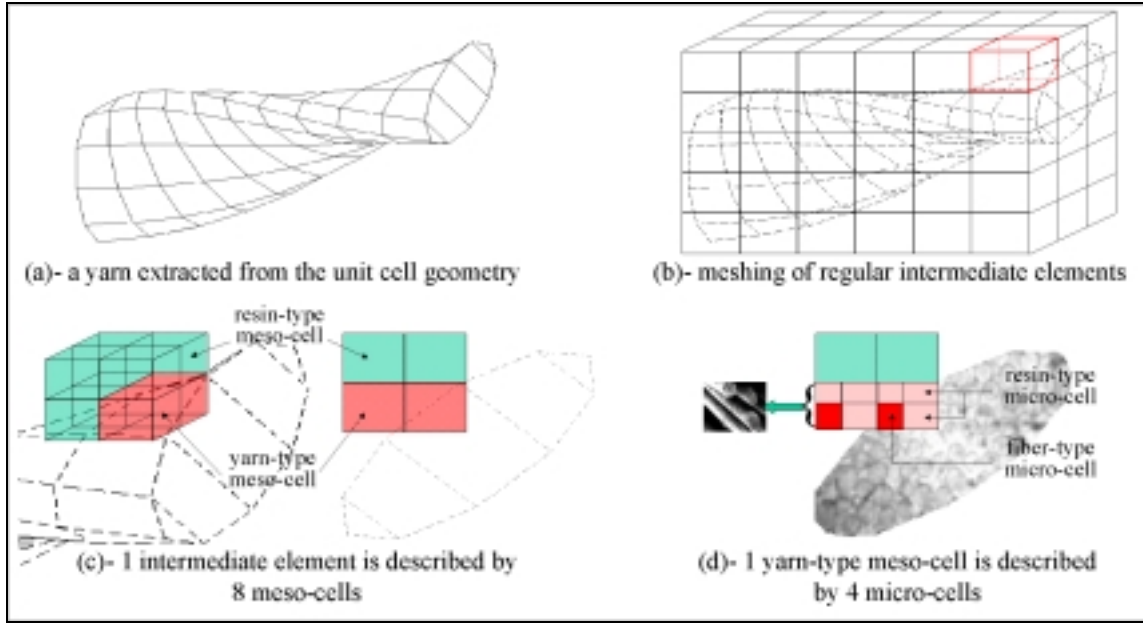 (a)- a yarn extracted from the unit cell geometry
(b)- meshing of regular intermediate elements
resin-type
meso-cell
yarn-type
meso-cell
(c)- 1 intermediate element is described by
8 meso-cells
resin-type
micro-cell
fiber-type
micro-cell
(d)- 1 yarn-type meso-cell is described
by 4 micro-cells